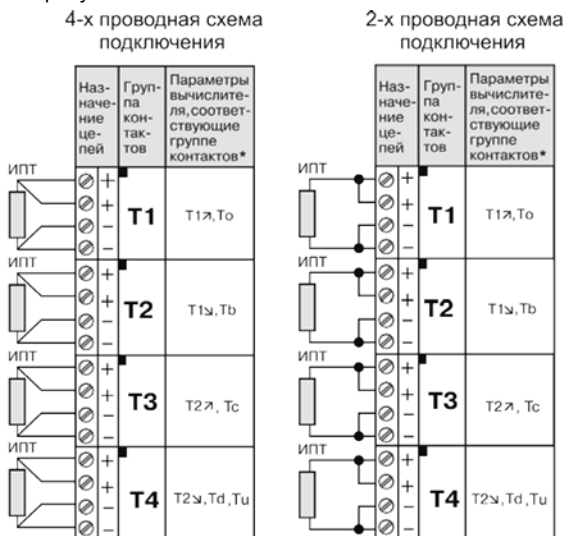 4-х проводная схема
подключения
Наз-
наче-
ние
це-
пей
Груп-
па
кон-
так-
тов
Параметры
вычислите-
ля,соответ-
ствующие
группе
контактов*
ИПТ
+
+
−
−
T1
T1↗,To
ИПТ
+
+
−
−
T2
T1↘,Tb
ИПТ
+
+
−
−
T3
T2↗, Tc
ИПТ
+
+
−
−
T4
T2↘,Td,Tu
2-х проводная схема
подключения
Наз-
наче-
ние
це-
пей
Груп-
па
кон-
так-
тов
Параметры
вычислите-
ля,соответ-
ствующие
группе
контактов*
ИПТ
+
+
−
−
T1
T1↗,To
ИПТ
+
+
−
−
T2
T1↘,Tb
ИПТ
+
+
−
−
T3
T2↗, Tc
ИПТ
+
+
−
−
T4
T2↘,Td,Tu